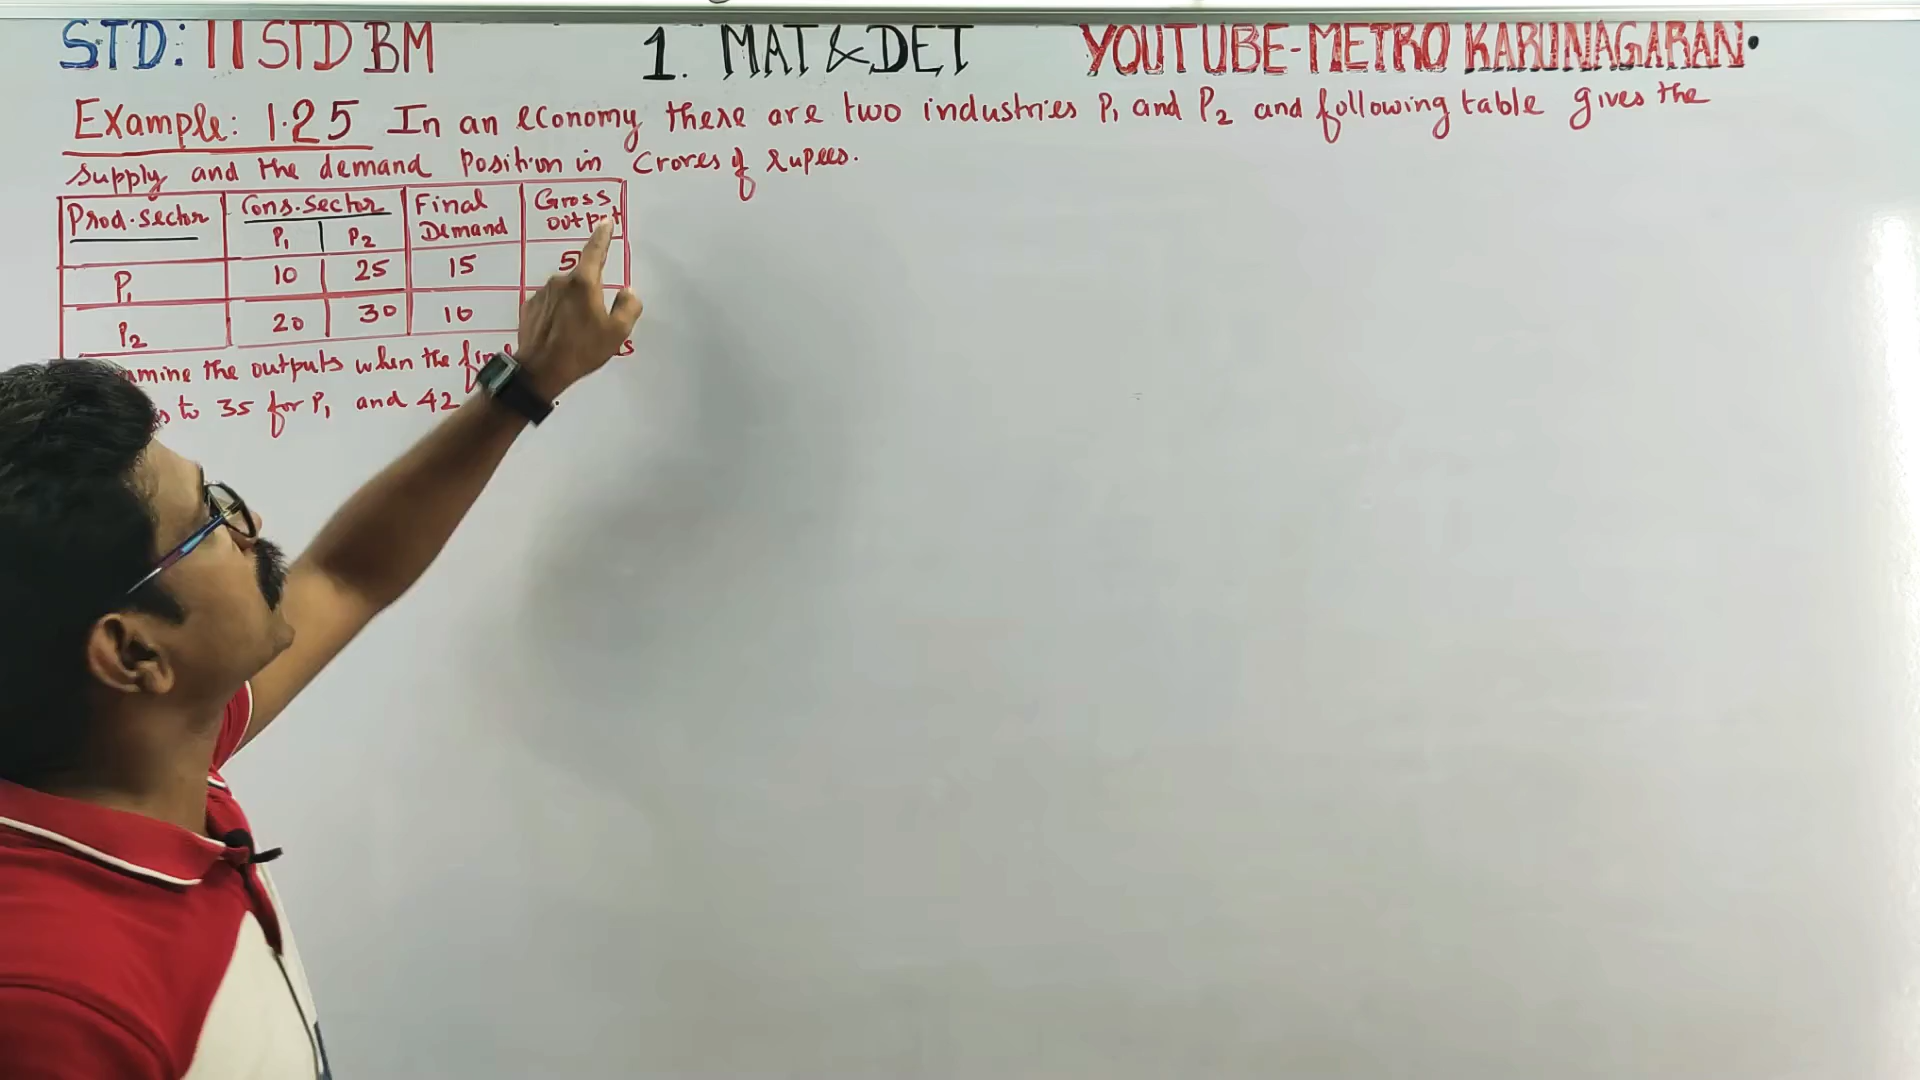 STD: 11 STD BM
1. MAT & DET
YOUTUBE-METRO KARUNAGARAN.
Example: 1.25 In an economy there are two industries P1 and P2 and following table gives the
supply and the demand position in Crores of rupees.
Prod. Sector Cons. Sector Final Demand Gross output
P1 P2
P1 10 25 15 5
P2 20 30 10
the outputs when the
to 35 for P1 and 42